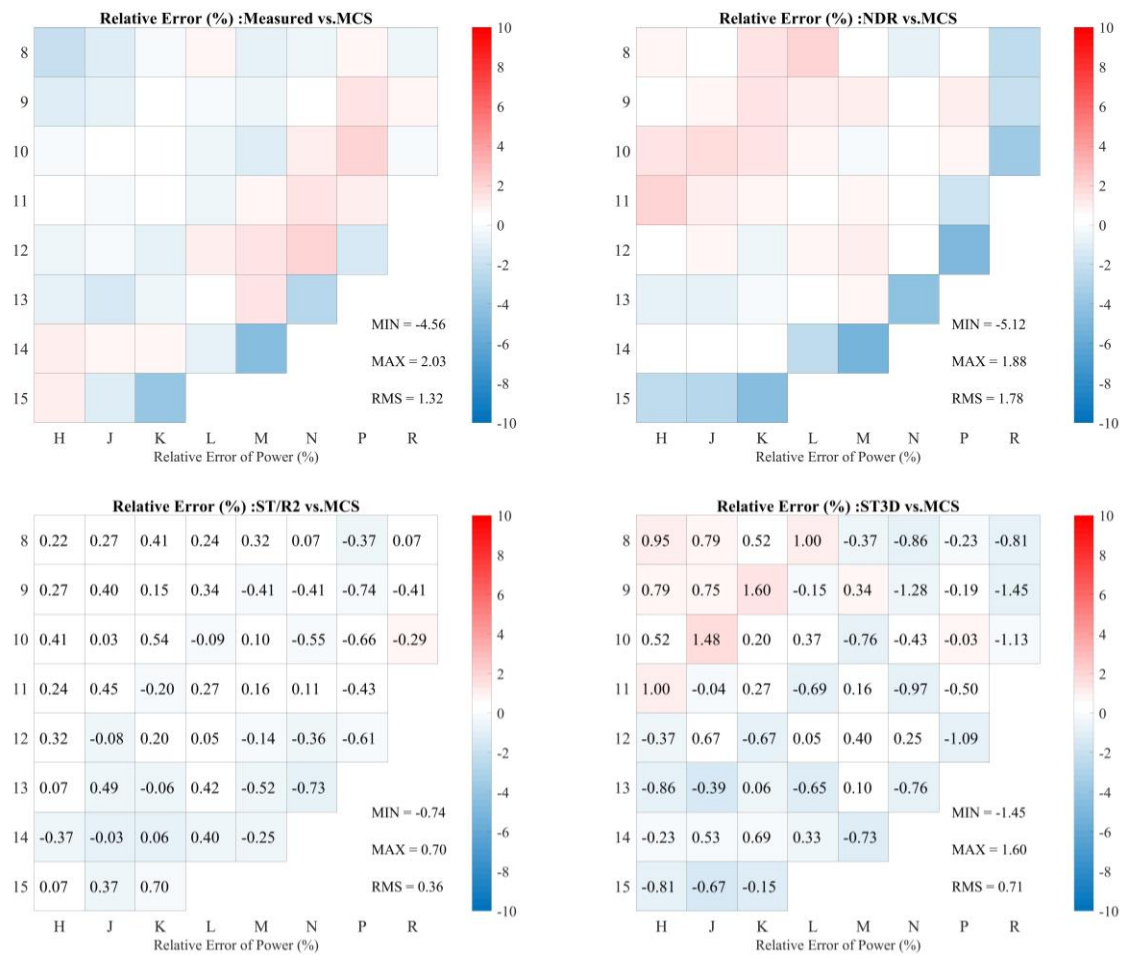 Relative Error (%) :Measured vs.MCS
8
9
10
11
12
13
14
15
H J K L M N P R
Relative Error of Power (%)
MIN = -4.56
MAX = 2.03
RMS = 1.32
10
8
6
4
2
0
-2
-4
-6
-8
-10
Relative Error (%) :NDR vs.MCS
8
9
10
11
12
13
14
15
H J K L M N P R
Relative Error of Power (%)
MIN = -5.12
MAX = 1.88
RMS = 1.78
10
8
6
4
2
0
-2
-4
-6
-8
-10
Relative Error (%) :ST/R2 vs.MCS
8 0.22 0.27 0.41 0.24 0.32 0.07 -0.37 0.07
9 0.27 0.40 0.15 0.34 -0.41 -0.41 -0.74 -0.41
10 0.41 0.03 0.54 -0.09 0.10 -0.55 -0.66 -0.29
11 0.24 0.45 -0.20 0.27 0.16 0.11 -0.43
12 0.32 -0.08 0.20 0.05 -0.14 -0.36 -0.61
13 0.07 0.49 -0.06 0.42 -0.52 -0.73
14 -0.37 -0.03 0.06 0.40 -0.25
15 0.07 0.37 0.70
H J K L M N P R
Relative Error of Power (%)
MIN = -0.74
MAX = 0.70
RMS = 0.36
10
8
6
4
2
0
-2
-4
-6
-8
-10
Relative Error (%) :ST3D vs.MCS
8 0.95 0.79 0.52 1.00 -0.37 -0.86 -0.23 -0.81
9 0.79 0.75 1.60 -0.15 0.34 -1.28 -0.19 -1.45
10 0.52 1.48 0.20 0.37 -0.76 -0.43 -0.03 -1.13
11 1.00 -0.04 0.27 -0.69 0.16 -0.97 -0.50
12 -0.37 0.67 -0.67 0.05 0.40 0.25 -1.09
13 -0.86 -0.39 0.06 -0.65 0.10 -0.76
14 -0.23 0.53 0.69 0.33 -0.73
15 -0.81 -0.67 -0.15
H J K L M N P R
Relative Error of Power (%)
MIN = -1.45
MAX = 1.60
RMS = 0.71
10
8
6
4
2
0
-2
-4
-6
-8
-10